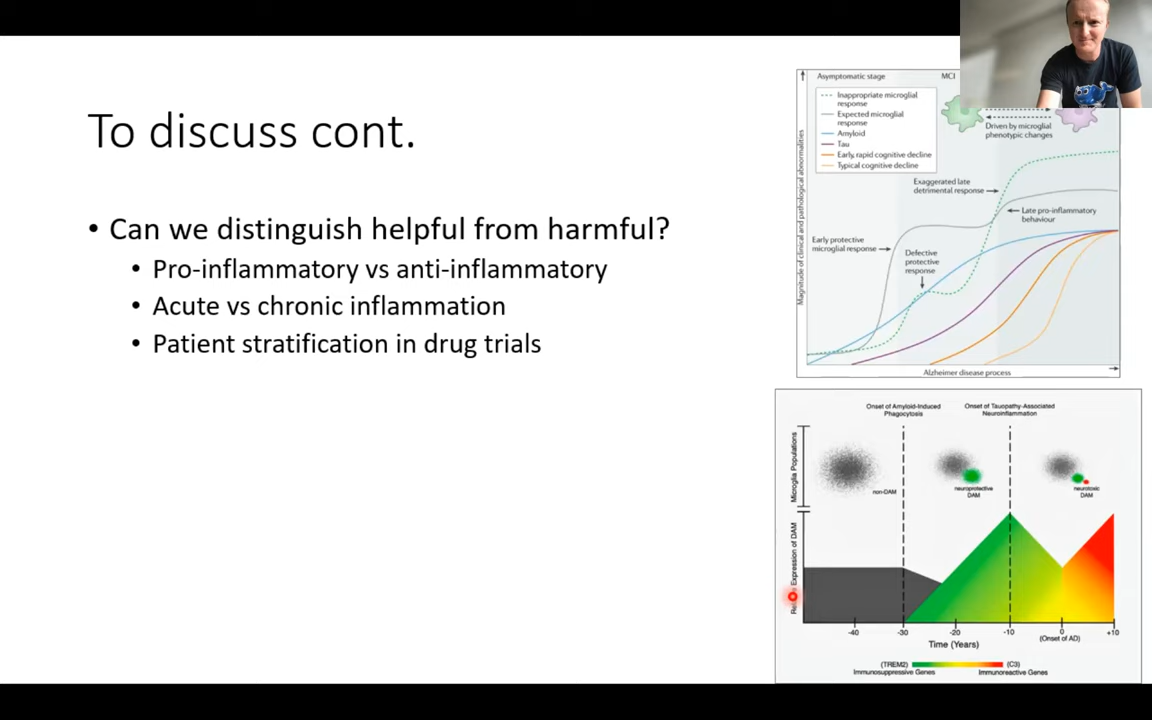 To discuss cont.
• Can we distinguish helpful from harmful?
• Pro-inflammatory vs anti-inflammatory
• Acute vs chronic inflammation
• Patient stratification in drug trials
Asymptomatic stage
MCI
Inappropriate microglial
response
Expected microglial
response
Amyloid
Tau
Early, rapid cognitive decline
Typical cognitive decline
Driven by microglial
phenotypic changes
Exaggerated late
detrimental response
Late pro-inflammatory
behaviour
Early protective
microglial response
Defective
protective
response
Magnitude of clinical and pathological abnormalities
Alzheimer disease process
Onset of Amyloid-Induced
Phagocytosis
Onset of Tauopathy-Associated
Neuroinflammation
Microglia Populations
non-DAM
neuroprotective
DAM
neurotoxic
DAM
Expression of DAM
-40
-30
-20
-10
0
+10
(Onset of AD)
Time (Years)
(TREM2)
Immunosuppressive Genes
(C3)
Immunoreactive Genes